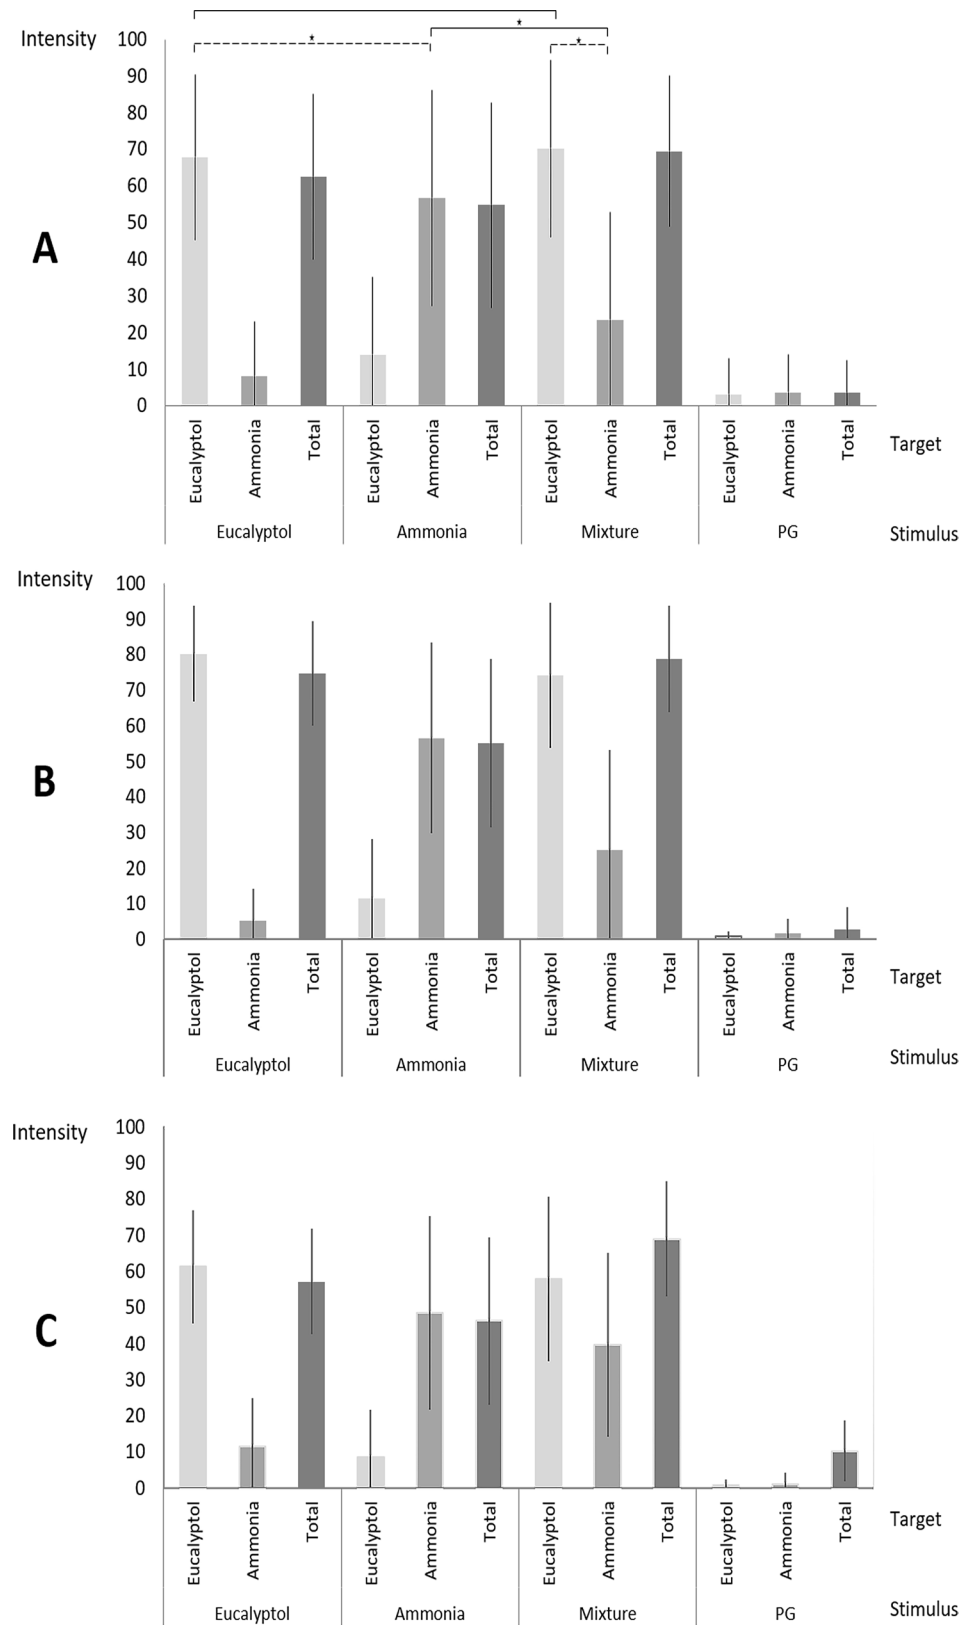 Intensity
100
*
*
*
90
80
70
60
50
40
30
20
10
0
A
Eucalyptol Ammonia Total Eucalyptol Ammonia Total Eucalyptol Ammonia Total Eucalyptol Ammonia Total
Target
Eucalyptol Ammonia Mixture PG
Stimulus
Intensity
100
90
80
70
60
50
40
30
20
10
0
B
Eucalyptol Ammonia Total Eucalyptol Ammonia Total Eucalyptol Ammonia Total Eucalyptol Ammonia Total
Target
Eucalyptol Ammonia Mixture PG
Stimulus
Intensity
100
90
80
70
60
50
40
30
20
10
0
C
Eucalyptol Ammonia Total Eucalyptol Ammonia Total Eucalyptol Ammonia Total Eucalyptol Ammonia Total
Target
Eucalyptol Ammonia Mixture PG
Stimulus